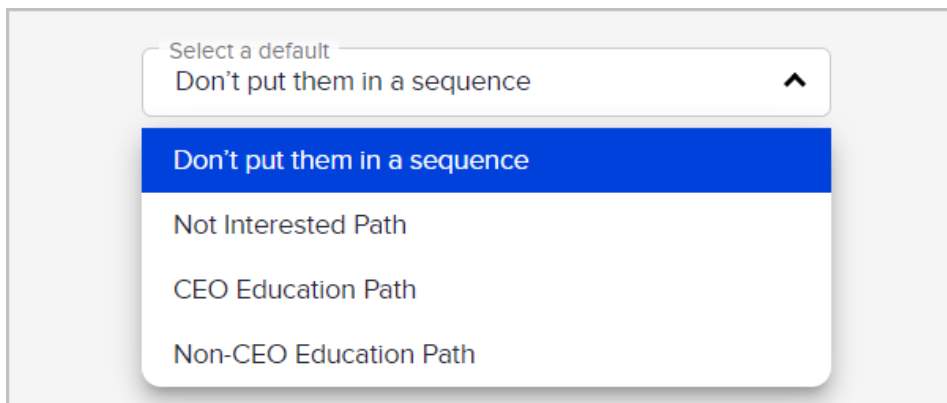 Select a default
Don’t put them in a sequence
Don’t put them in a sequence
Not Interested Path
CEO Education Path
Non-CEO Education Path